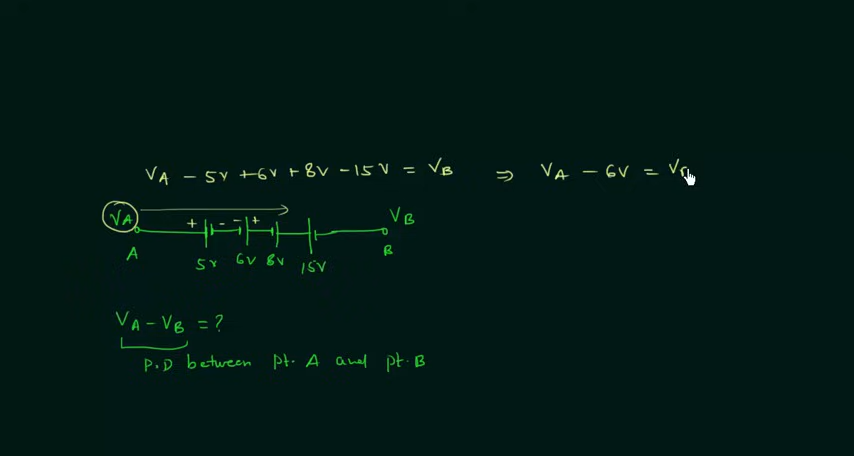 VA - 5V + 6V + 8V - 15V = VB ⇒ VA - 6V = VB
VA + - - + VB
A B
5V 6V 8V 15V
VA - VB = ?
P.D between pt. A and pt. B